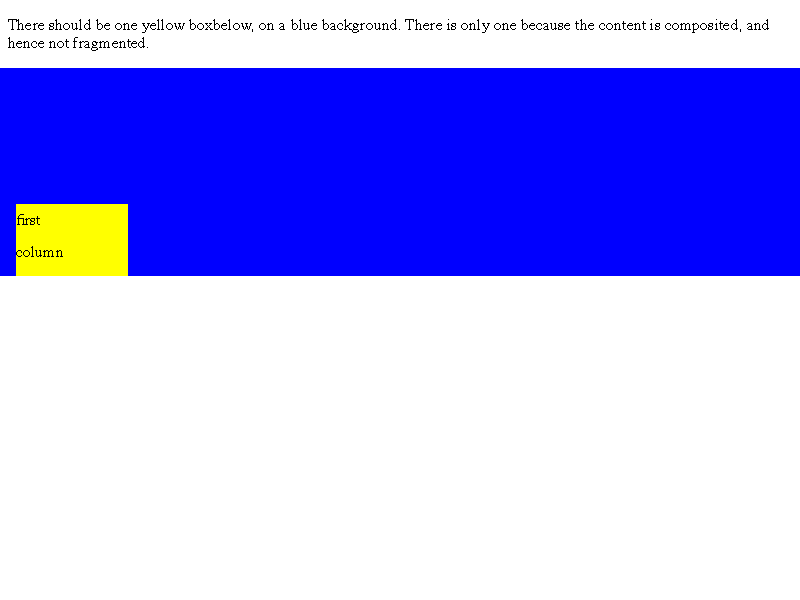 There should be one yellow boxbelow, on a blue background. There is only one because the content is composited, and
hence not fragmented.
first
column